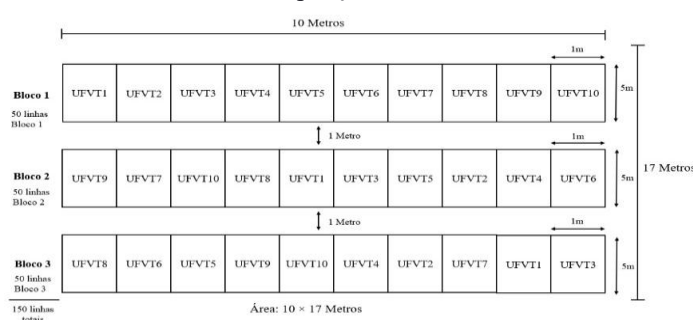 10 Metros
1m
Bloco 1
50 linhas
Bloco 1
UFVT1 UFVT2 UFVT3 UFVT4 UFVT5 UFVT6 UFVT7 UFVT8 UFVT9 UFVT10
5m
1 Metro
1m
17 Metros
Bloco 2
50 linhas
Bloco 2
UFVT9 UFVT7 UFVT10 UFVT8 UFVT1 UFVT3 UFVT5 UFVT2 UFVT4 UFVT6
5m
1 Metro
1m
Bloco 3
50 linhas
Bloco 3
UFVT8 UFVT6 UFVT5 UFVT9 UFVT10 UFVT4 UFVT2 UFVT7 UFVT1 UFVT3
5m
150 linhas
totais
Área: 10 × 17 Metros